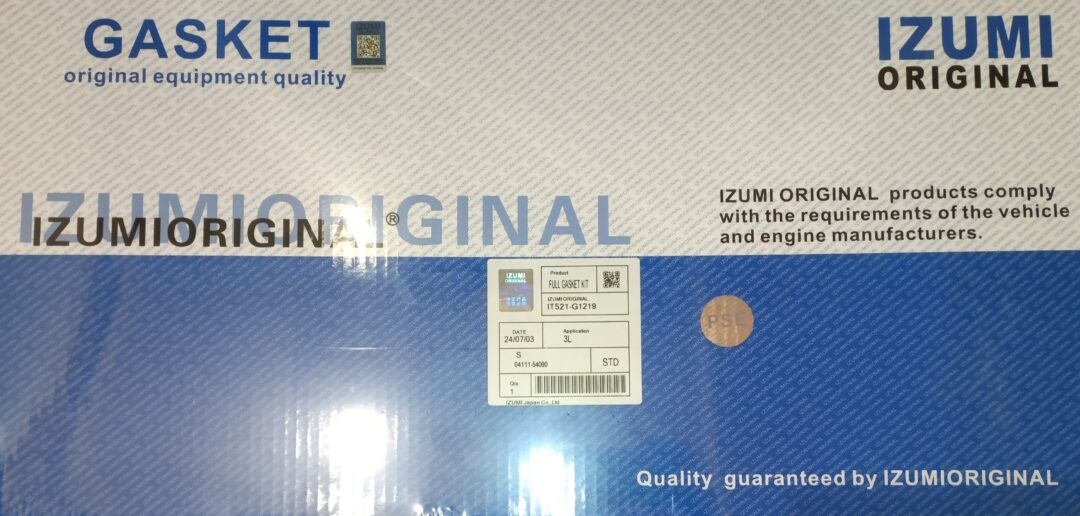 GASKET
original equipment quality
IZUMI
IZUMI
ORIGINAL
IZUMIORIGINAL
IZUMIORIGINAL®
IZUMI ORIGINAL products comply
with the requirements of the vehicle
and engine manufacturers.
IZUMI
ORIGINAL
Product
FULL GASKET KIT
IZUMIORIGINAL
IT521-G1219
DATE
24/07/03
Application
3L
S
04111-54090
STD
Qty.
1
IZUMI Japan Co.,Ltd
Quality guaranteed by IZUMIORIGINAL